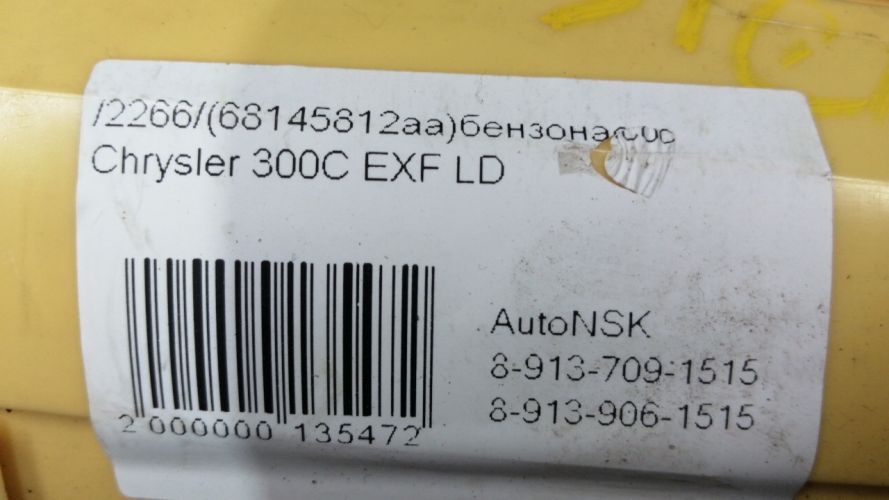 /2266/(68145812aa)бензонасос
Chrysler 300C EXF LD
AutoNSK
8-913-709-1515
8-913-906-1515
2 000000 135472